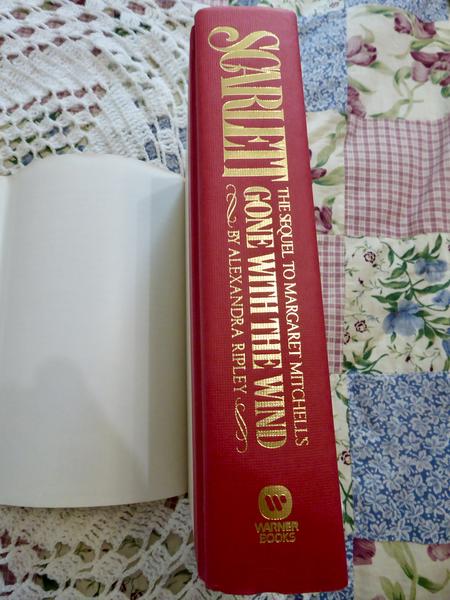 SCARLETT
THE SEQUEL TO MARGARET MITCHELL'S
GONE WITH THE WIND
BY ALEXANDRA RIPLEY
WARNER
BOOKS